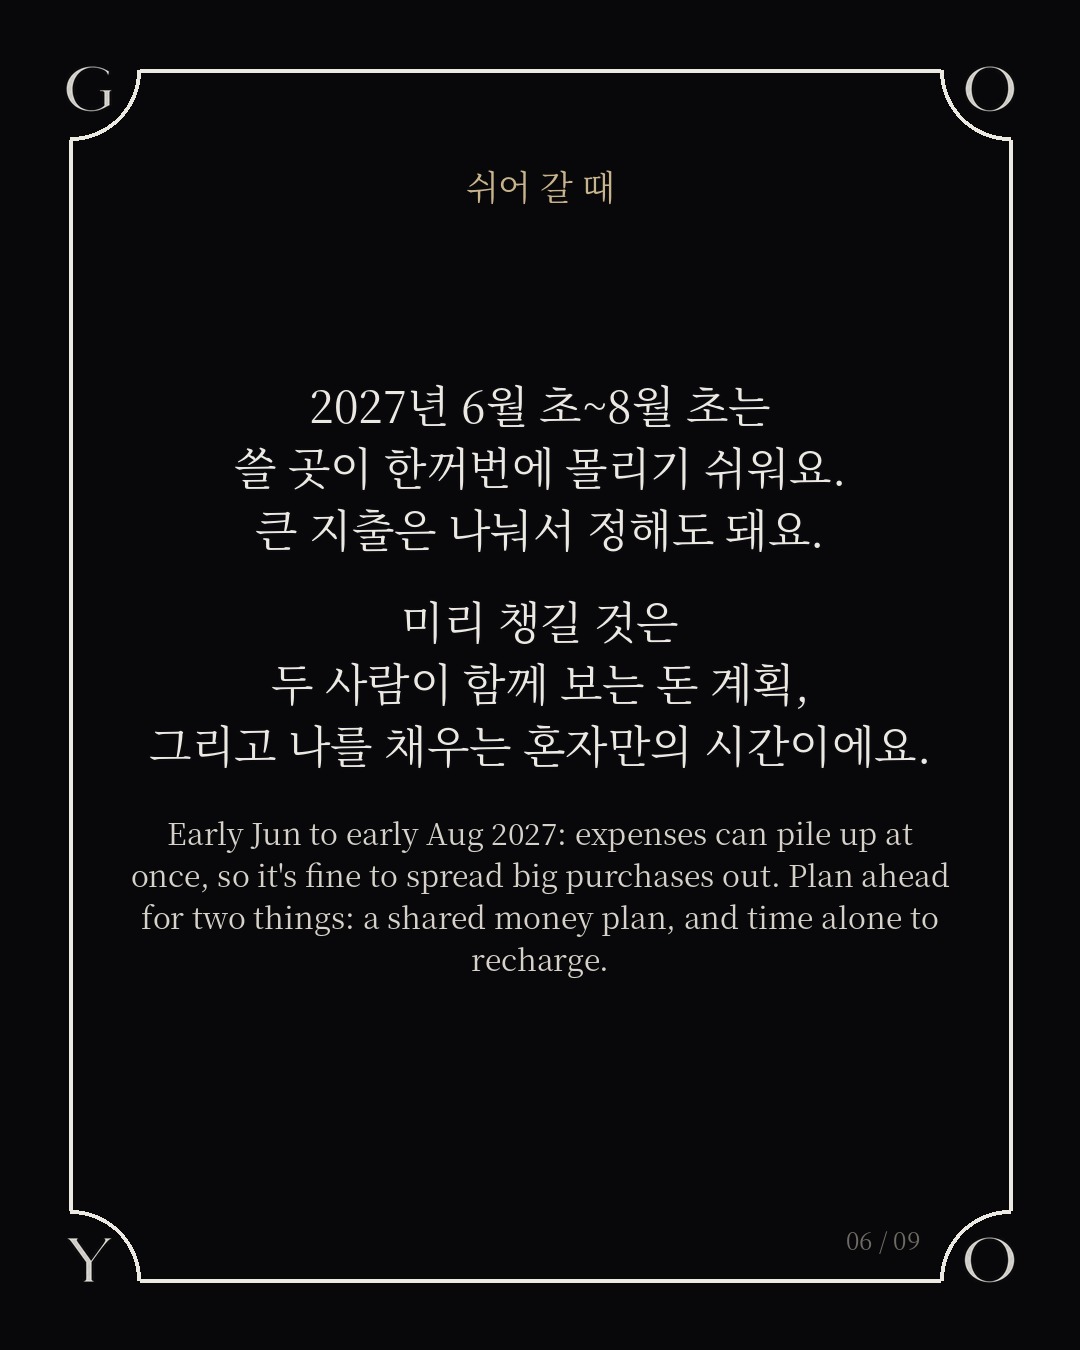 G O
쉬어 갈 때
2027년 6월 초~8월 초는
쓸 곳이 한꺼번에 몰리기 쉬워요.
큰 지출은 나눠서 정해도 돼요.
미리 챙길 것은
두 사람이 함께 보는 돈 계획,
그리고 나를 채우는 혼자만의 시간이에요.
Early Jun to early Aug 2027: expenses can pile up at
once, so it's fine to spread big purchases out. Plan ahead
for two things: a shared money plan, and time alone to
recharge.
06 / 09
Y O